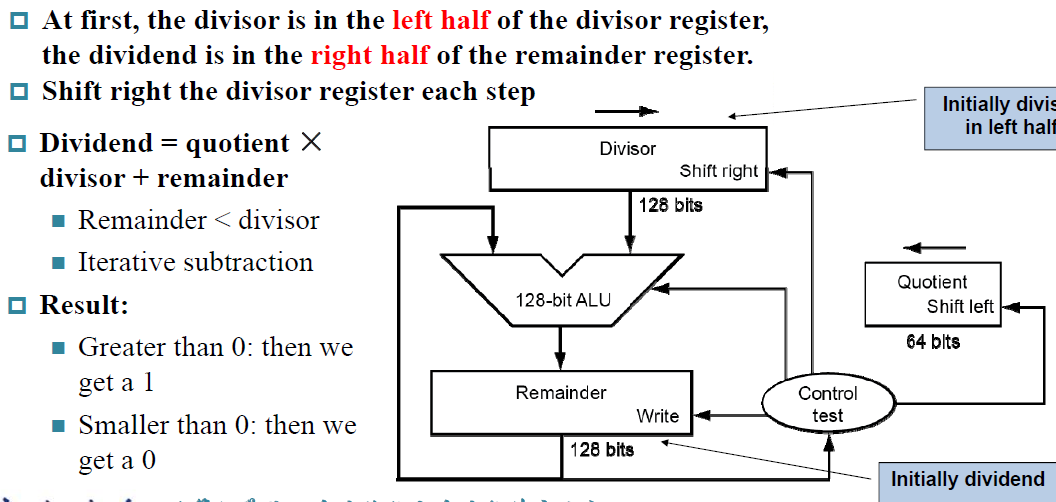 At first, the divisor is in the left half of the divisor register,
the dividend is in the right half of the remainder register.
Shift right the divisor register each step
Dividend = quotient ×
divisor + remainder
Remainder < divisor
Iterative subtraction
Result:
Greater than 0: then we
get a 1
Smaller than 0: then we
get a 0
Initially divis
in left half
Divisor
Shift right
128 bits
128-bit ALU
Quotient
Shift left
64 bits
Remainder
Write
128 bits
Control
test
Initially dividend